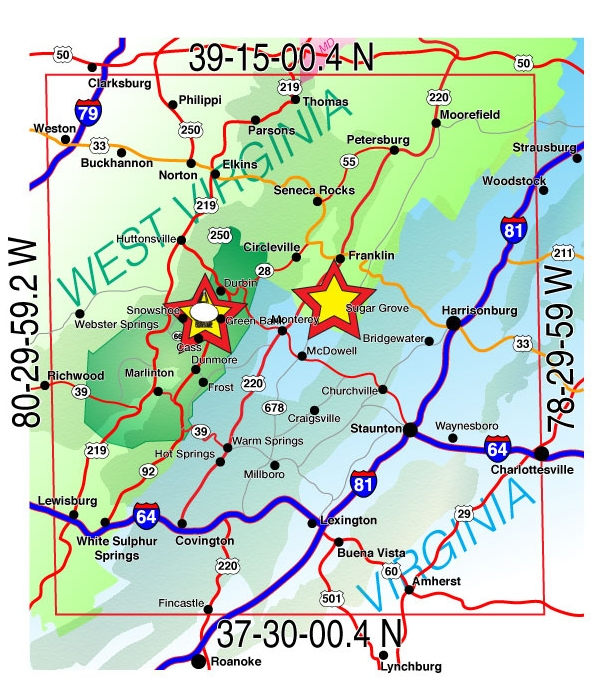 39-15-00.4 N
MD
50
50
Clarksburg
219
Thomas
220
Philippi
79
Moorefield
Weston
250
Parsons
33
Petersburg
Strausburg
Buckhannon
Elkins
55
Norton
WEST VIRGINIA
Woodstock
Seneca Rocks
219
81
250
Huttonsville
Circleville
211
28
Franklin
Durbin
80-29-59.2 W
78-29-59 W
Snowshoe
Sugar Grove
Harrisonburg
Webster Springs
Green Bank
Monterey
66
Bridgewater
33
Cass
McDowell
Dunmore
Richwood
Marlinton
Frost
220
Churchville
39
678
Craigsville
Staunton
Waynesboro
39
Warm Springs
64
219
Hot Springs
92
Millboro
Charlottesville
81
Lewisburg
64
29
White Sulphur
Springs
Covington
Lexington
VIRGINIA
Buena Vista
220
60
Amherst
501
Fincastle
37-30-00.4 N
Roanoke
Lynchburg